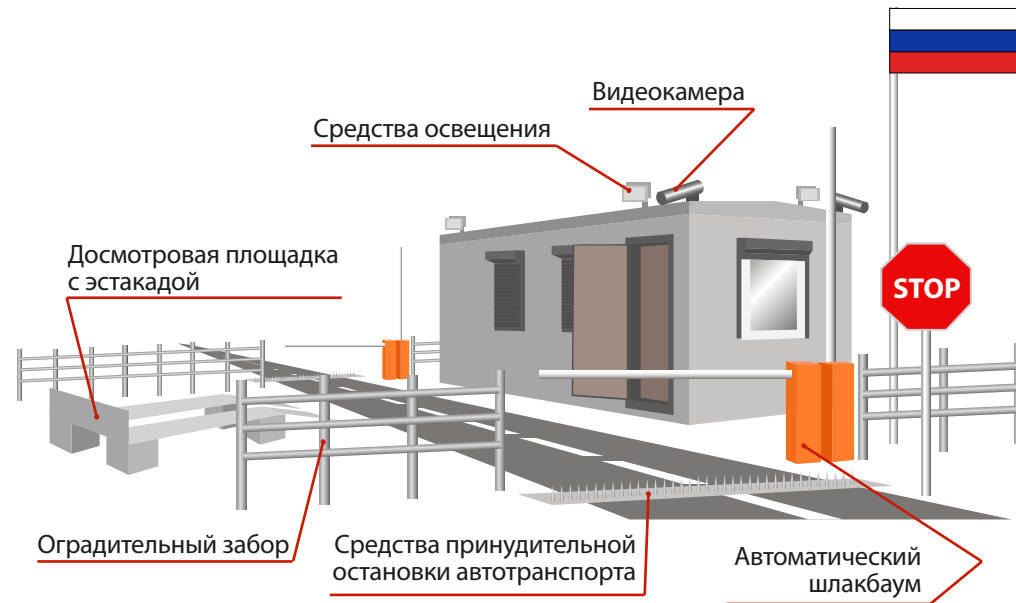 Видеокамера
Средства освещения
Досмотровая площадка
с эстакадой
STOP
Оградительный забор
Средства принудительной
остановки автотранспорта
Автоматический
шлакбаум